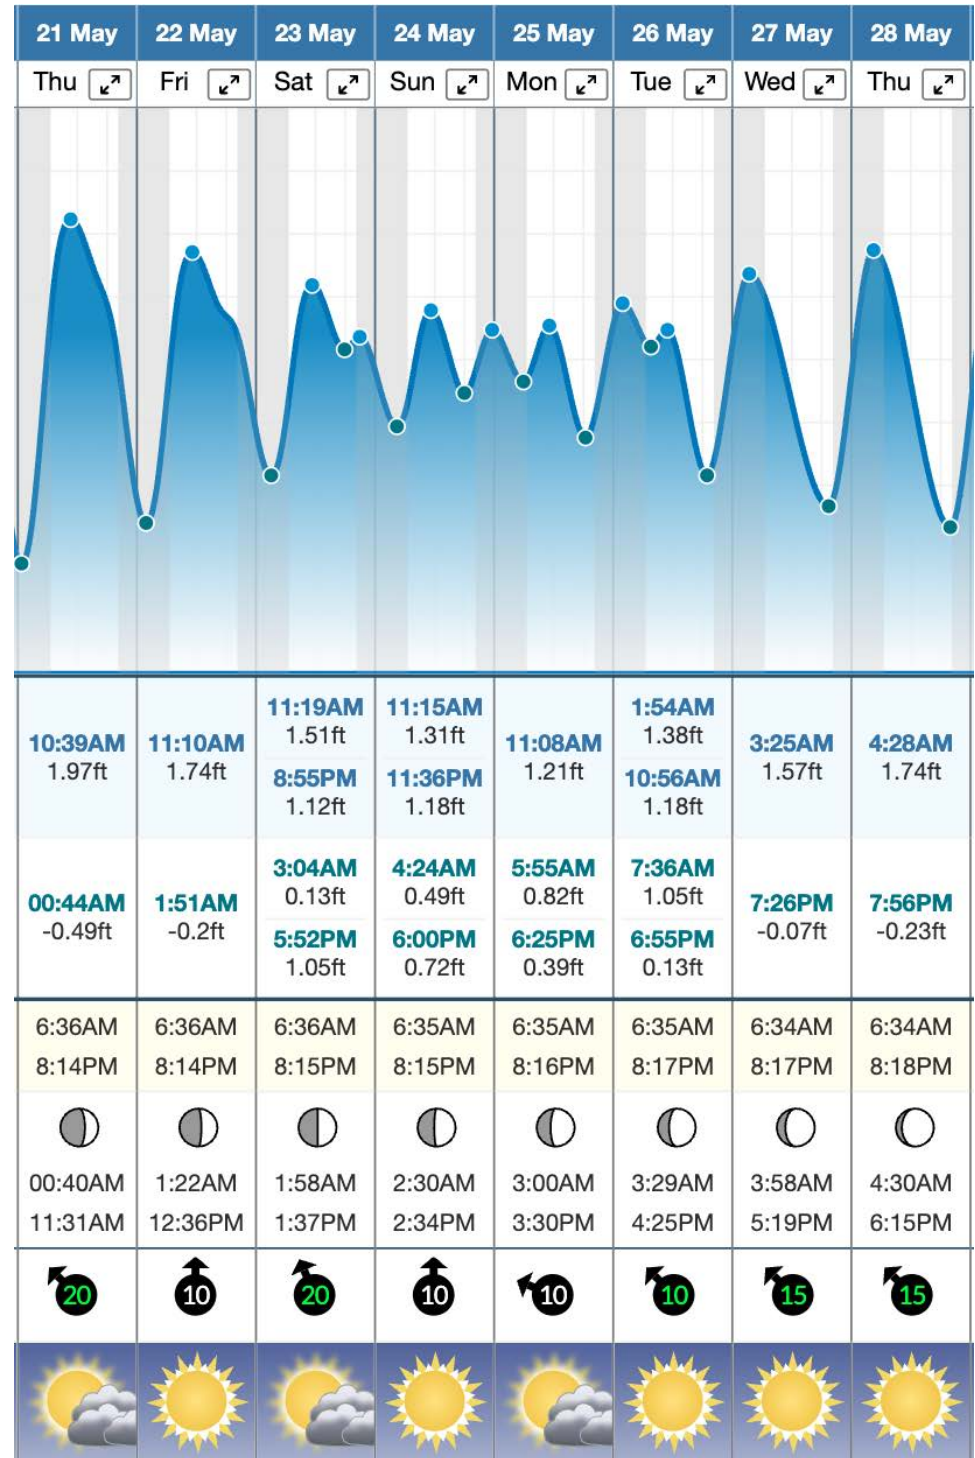 21 May 22 May 23 May 24 May 25 May 26 May 27 May 28 May
Thu Fri Sat Sun Mon Tue Wed Thu
11:19AM 11:15AM 1:54AM
1.51ft 1.31ft 1.38ft
10:39AM 11:10AM 11:08AM 3:25AM 4:28AM
1.97ft 1.74ft 1.21ft 1.57ft 1.74ft
8:55PM 11:36PM 10:56AM
1.12ft 1.18ft 1.18ft
3:04AM 4:24AM 5:55AM 7:36AM
0.13ft 0.49ft 0.82ft 1.05ft
00:44AM 1:51AM 7:26PM 7:56PM
-0.49ft -0.2ft -0.07ft -0.23ft
5:52PM 6:00PM 6:25PM 6:55PM
1.05ft 0.72ft 0.39ft 0.13ft
6:36AM 6:36AM 6:36AM 6:35AM 6:35AM 6:35AM 6:34AM 6:34AM
8:14PM 8:14PM 8:15PM 8:15PM 8:16PM 8:17PM 8:17PM 8:18PM
00:40AM 1:22AM 1:58AM 2:30AM 3:00AM 3:29AM 3:58AM 4:30AM
11:31AM 12:36PM 1:37PM 2:34PM 3:30PM 4:25PM 5:19PM 6:15PM
20 10 20 10 10 10 15 15